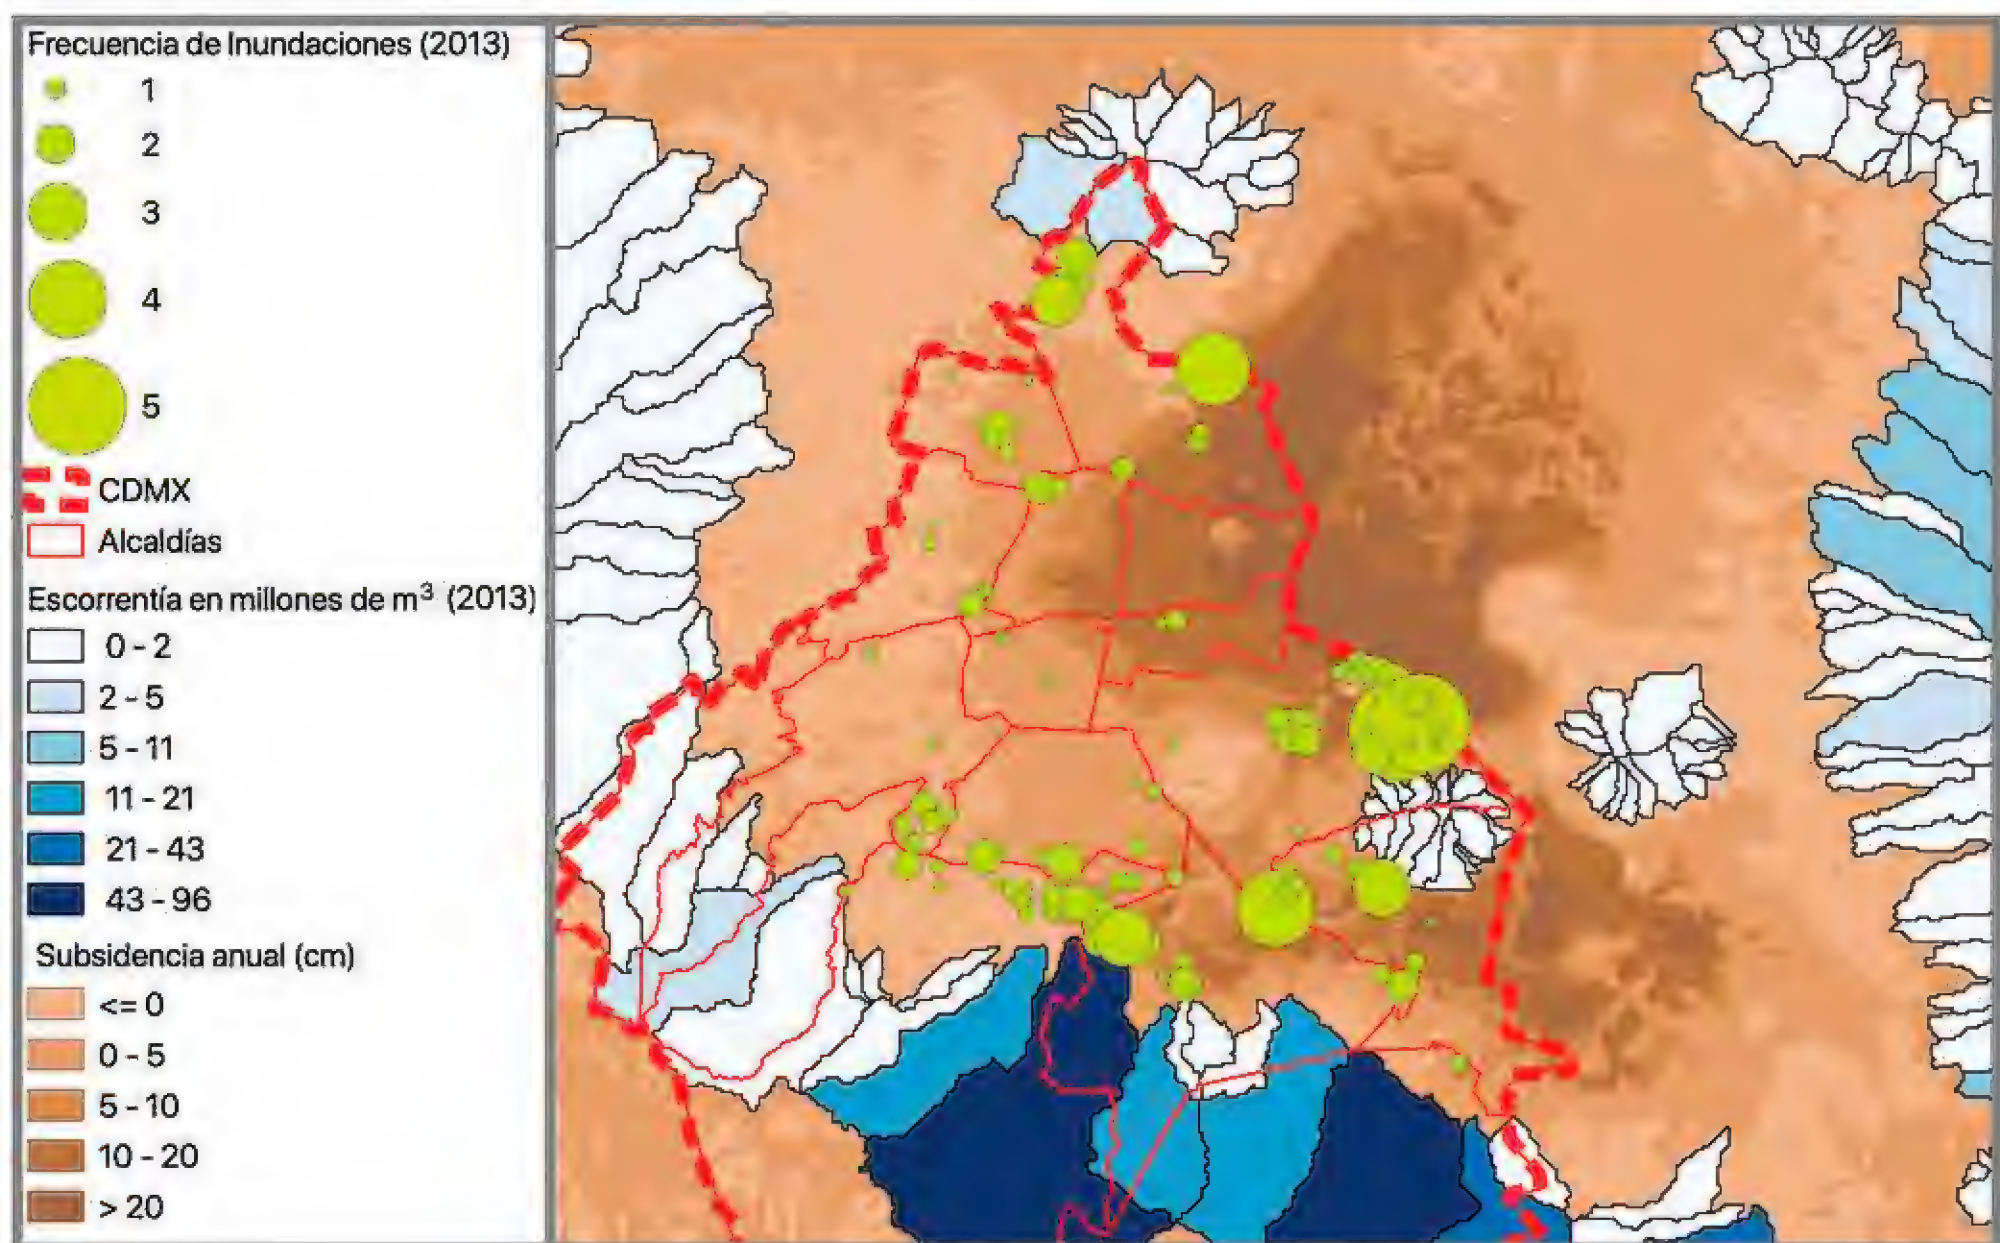 Frecuencia de Inundaciones (2013)
1
2
3
4
5
CDMX
Alcaldías
Escorrentía en millones de m³ (2013)
0 - 2
2 - 5
5 - 11
11 - 21
21 - 43
43 - 96
Subsidencia anual (cm)
<= 0
0 - 5
5 - 10
10 - 20
> 20